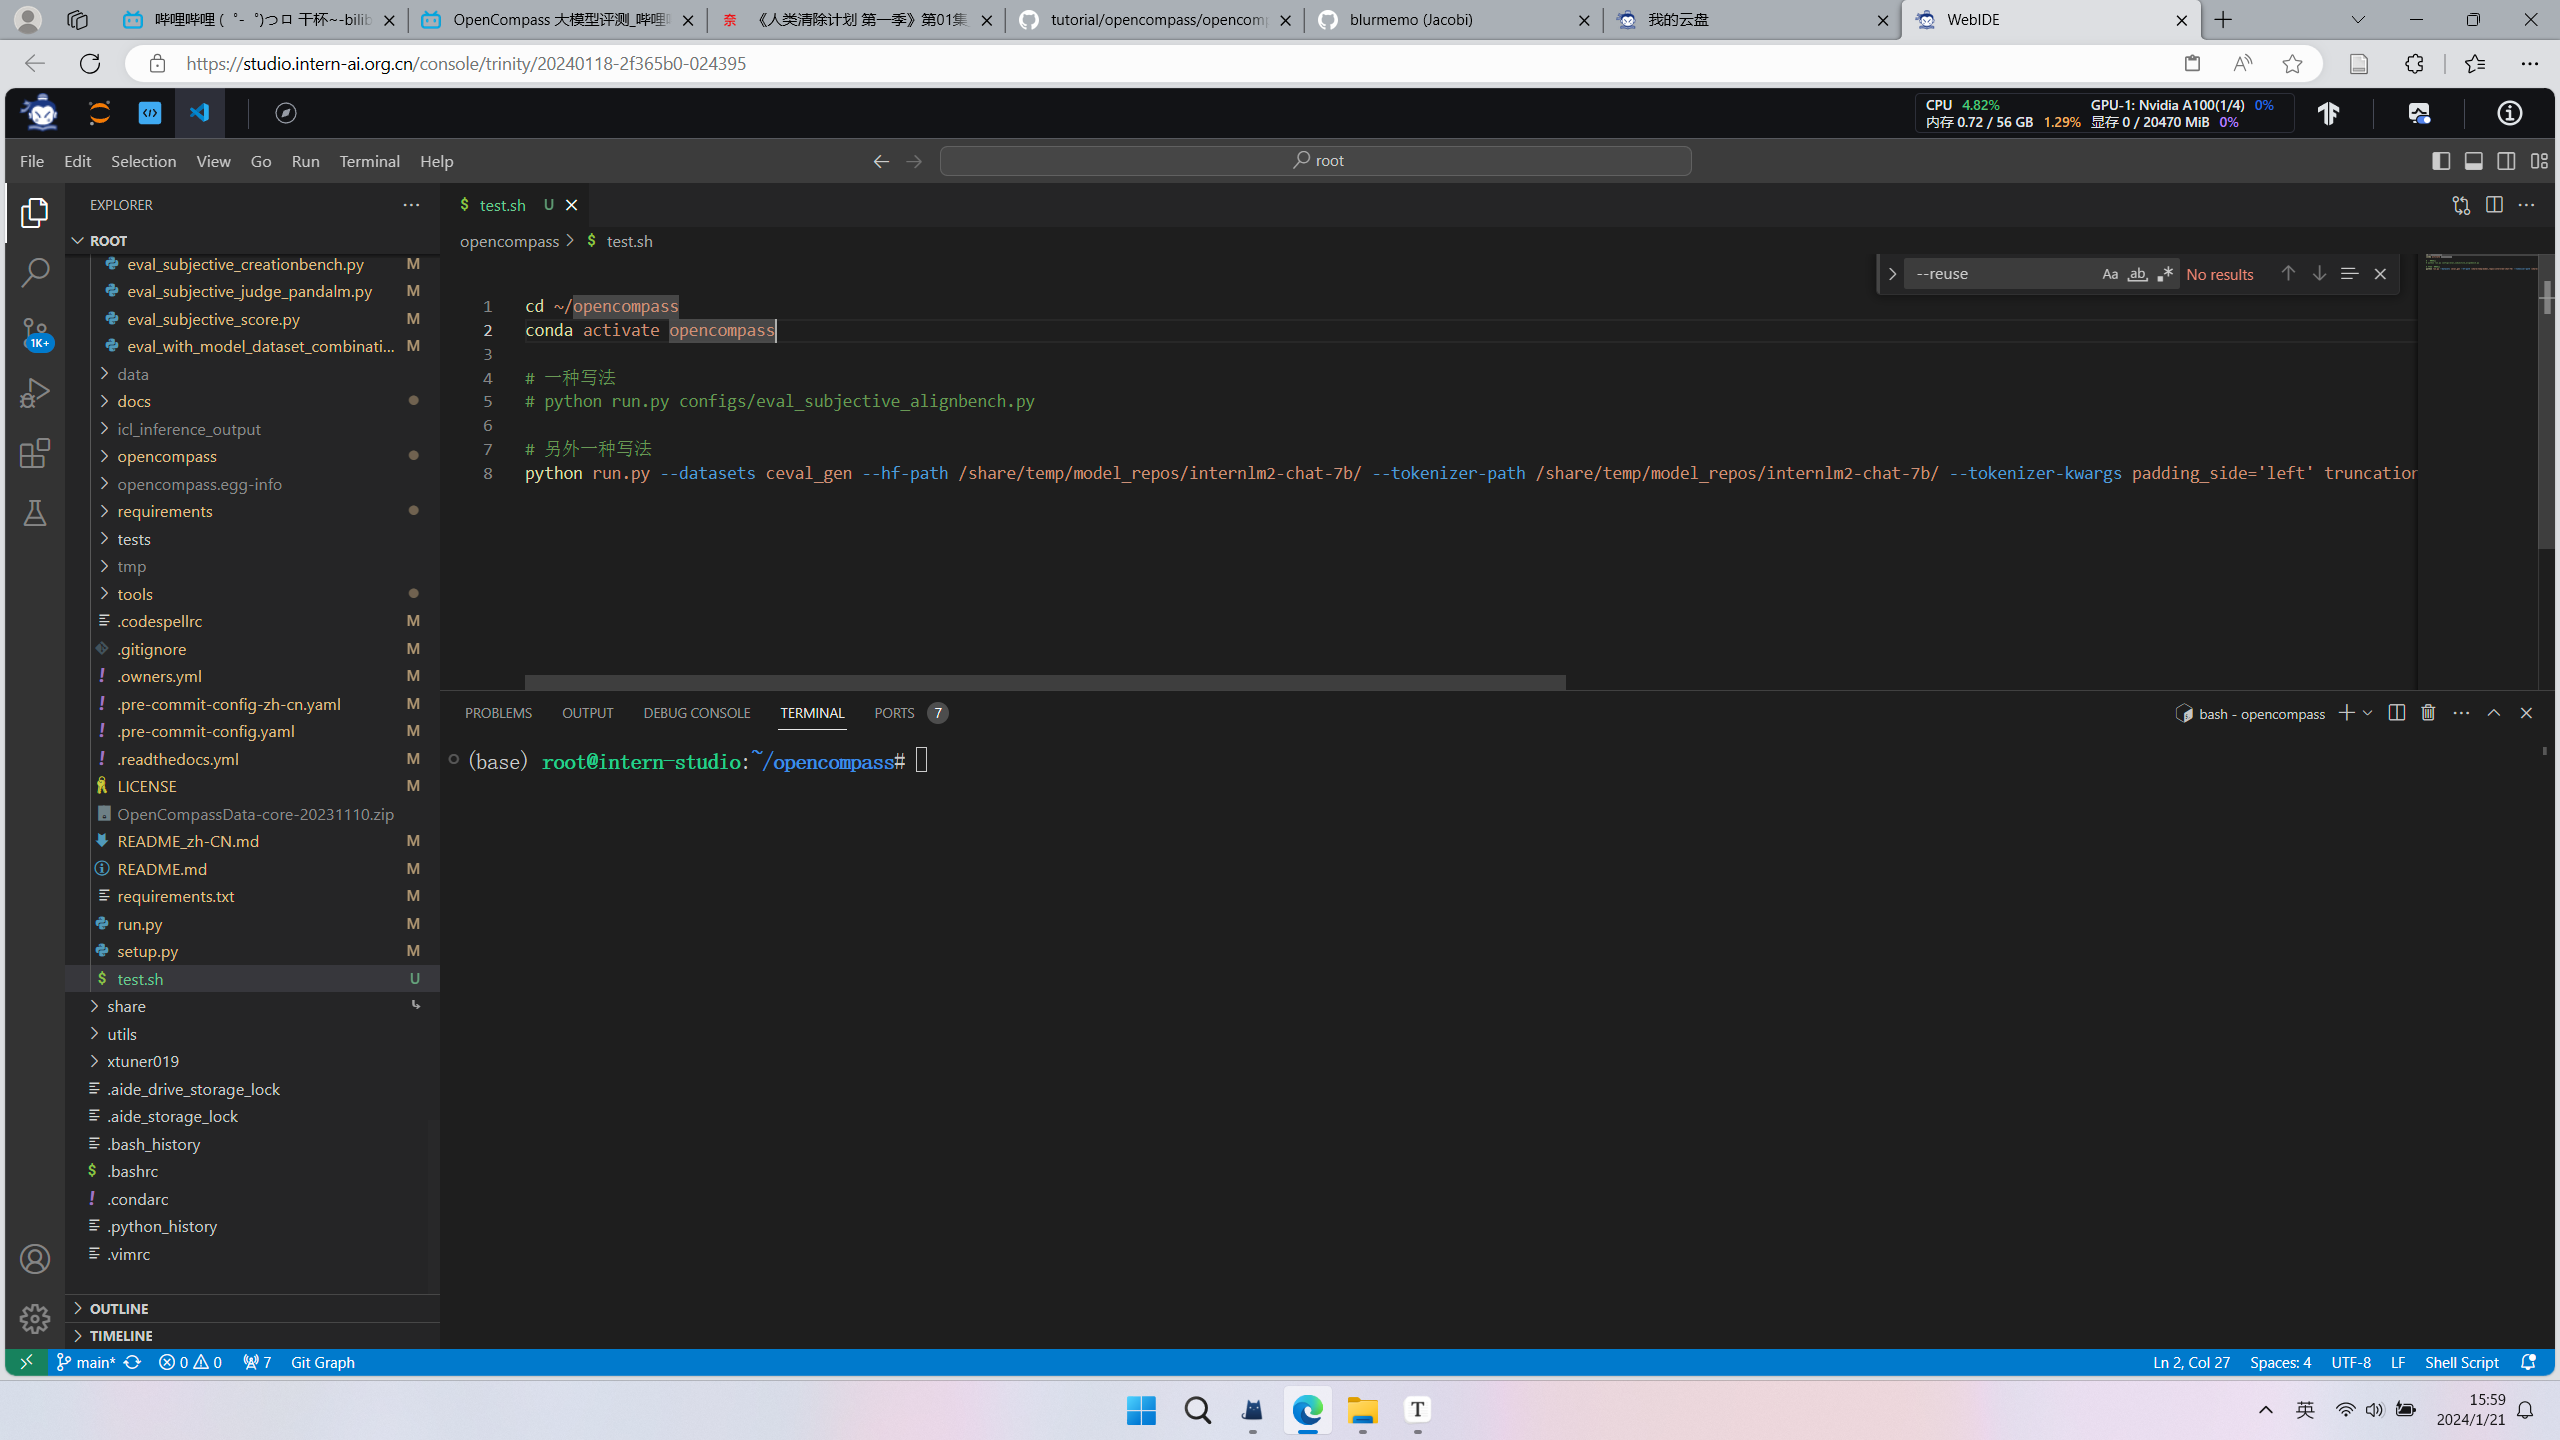 哔哩哔哩 (゜-゜)つロ 干杯~-bilib
OpenCompass 大模型评测_哔哩
《人类清除计划 第一季》第01集
tutorial/opencompass/opencomp
blurmemo (Jacobi)
我的云盘
WebIDE
https://studio.intern-ai.org.cn/console/trinity/20240118-2f365b0-024395
CPU 4.82% GPU-1: Nvidia A100(1/4) 0%
内存 0.72 / 56 GB 1.29% 显存 0 / 20470 MiB 0%
File Edit Selection View Go Run Terminal Help
root
EXPLORER
ROOT
eval_subjective_creationbench.py M
eval_subjective_judge_pandalm.py M
eval_subjective_score.py M
eval_with_model_dataset_combinati... M
data
docs
icl_inference_output
opencompass
opencompass.egg-info
requirements
tests
tmp
tools
.codespellrc M
.gitignore M
.owners.yml M
.pre-commit-config-zh-cn.yaml M
.pre-commit-config.yaml M
.readthedocs.yml M
LICENSE M
OpenCompassData-core-20231110.zip
README_zh-CN.md M
README.md M
requirements.txt M
run.py M
setup.py M
test.sh U
share
utils
xtuner019
.aide_drive_storage_lock
.aide_storage_lock
.bash_history
.bashrc
.condarc
.python_history
.vimrc
OUTLINE
TIMELINE
1K+
$ test.sh U
opencompass > $ test.sh
--reuse
Aa ab No results
1 cd ~/opencompass
2 conda activate opencompass
3
4 # 一种写法
5 # python run.py configs/eval_subjective_alignbench.py
6
7 # 另外一种写法
8 python run.py --datasets ceval_gen --hf-path /share/temp/model_repos/internlm2-chat-7b/ --tokenizer-path /share/temp/model_repos/internlm2-chat-7b/ --tokenizer-kwargs padding_side='left' truncation
PROBLEMS OUTPUT DEBUG CONSOLE TERMINAL PORTS 7
bash - opencompass
(base) root@intern-studio:~/opencompass#
main* 0 0 7 Git Graph
Ln 2, Col 27 Spaces: 4 UTF-8 LF Shell Script
英
15:59
2024/1/21